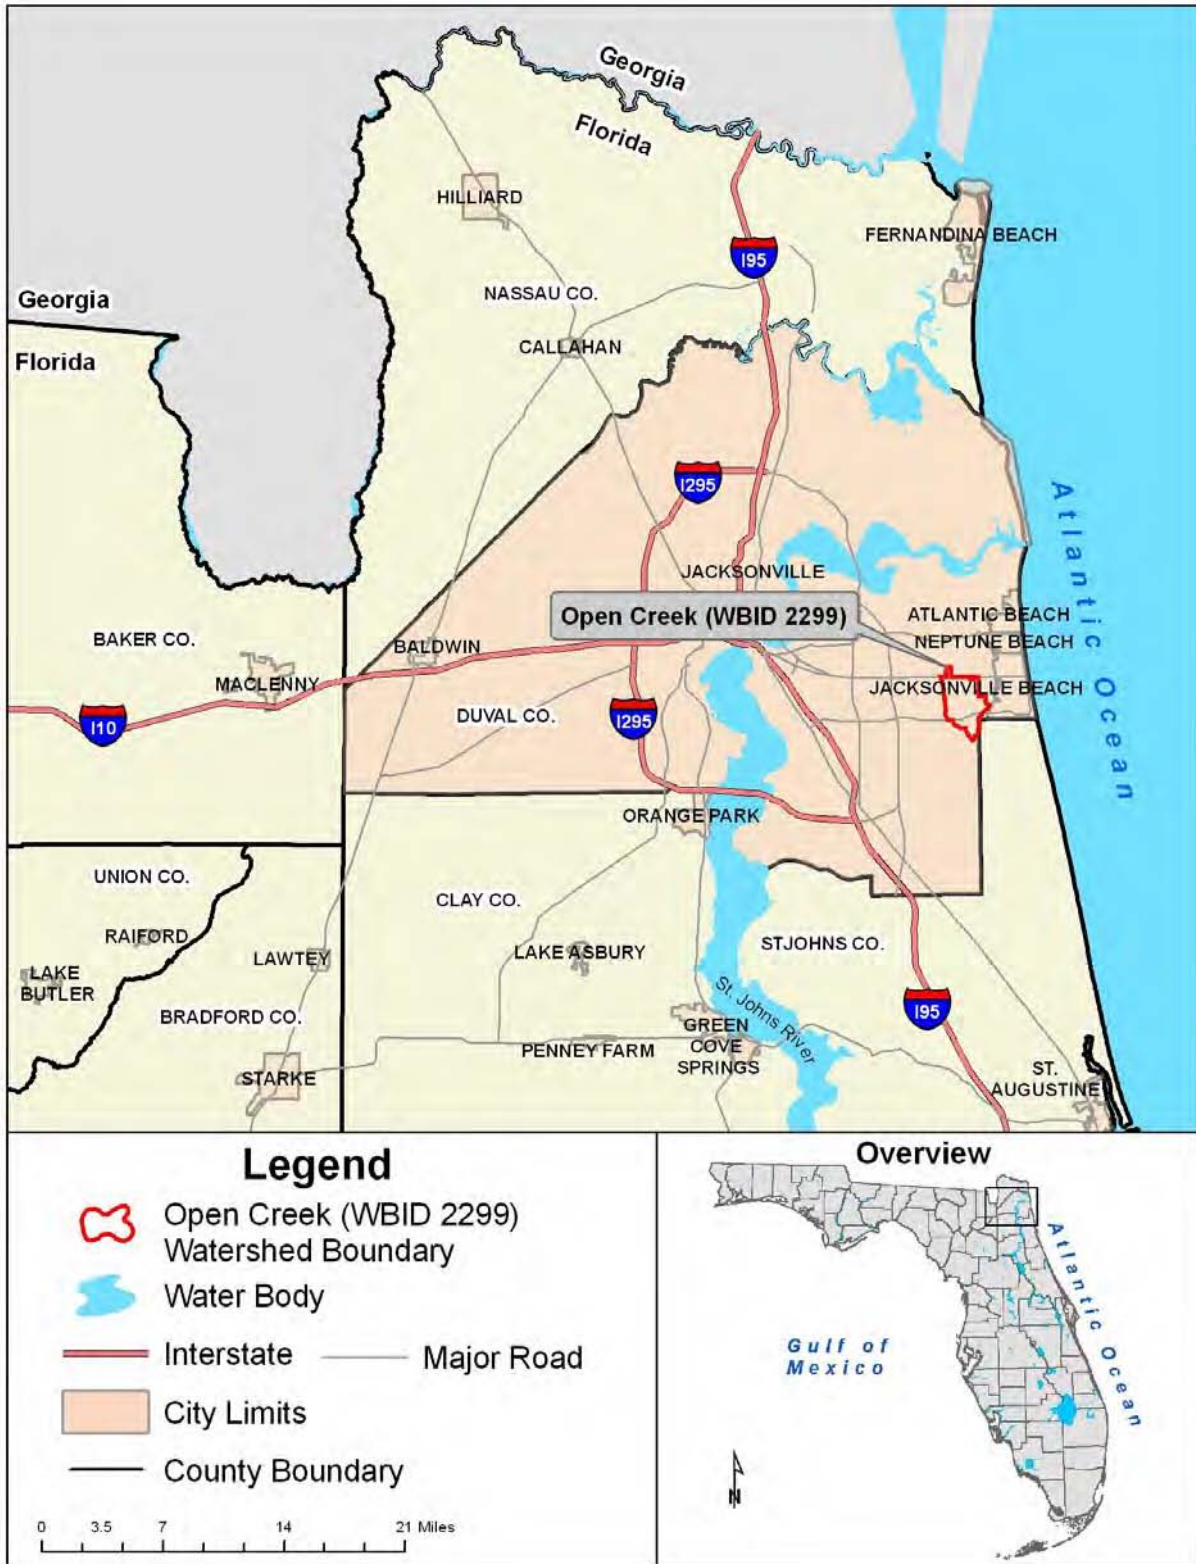 Georgia
Florida
HILLIARD
FERNANDINA BEACH
I95
Georgia
NASSAU CO.
CALLAHAN
Florida
I295
Atlantic Ocean
JACKSONVILLE
Open Creek (WBID 2299)
ATLANTIC BEACH
NEPTUNE BEACH
BAKER CO.
BALDWIN
MACLENNY
JACKSONVILLE BEACH
DUVAL CO.
I10
I295
ORANGE PARK
UNION CO.
CLAY CO.
RAIFORD
LAWTEY
LAKE ASBURY
STJOHNS CO.
LAKE
BUTLER
BRADFORD CO.
St. Johns River
I95
GREEN
COVE
SPRINGS
PENNEY FARM
STARKE
ST.
AUGUSTINE
Legend
Open Creek (WBID 2299)
Watershed Boundary
Water Body
Interstate
Major Road
City Limits
County Boundary
0 3.5 7 14 21 Miles
Overview
Atlantic Ocean
Gulf of
Mexico
N